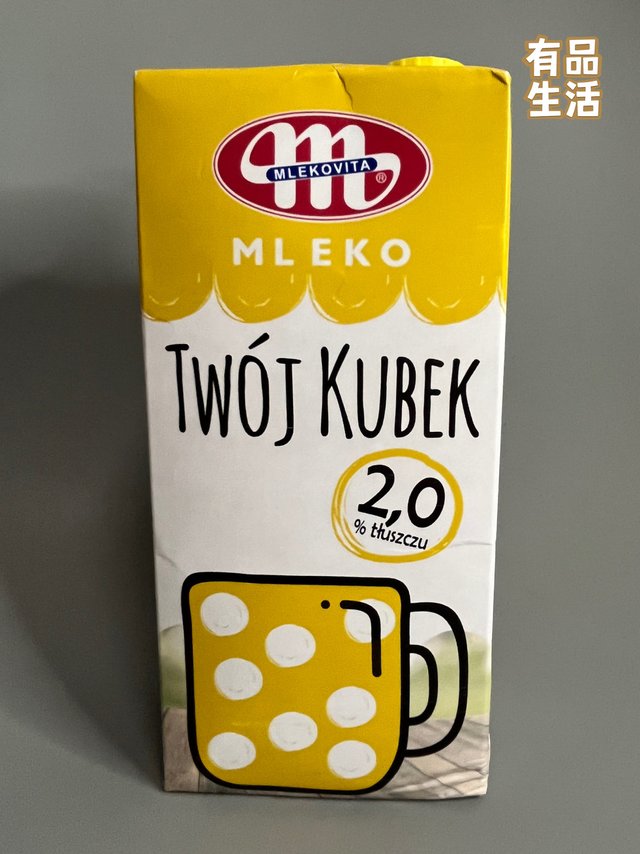 有品
生活
MLEKOVITA
®
MLEKO
TWÓJ KUBEK
2,0
% tłuszczu